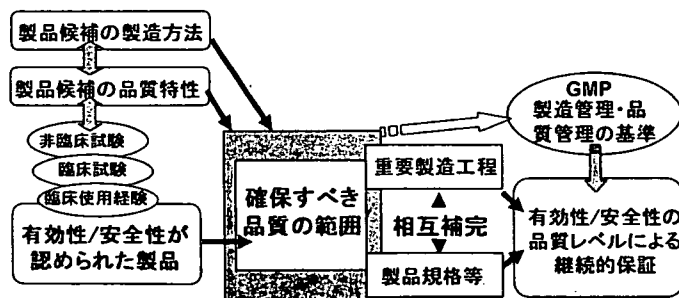 製品候補の製造方法
製品候補の品質特性
非臨床試験
臨床試験
臨床使用経験
有効性/安全性が
認められた製品
確保すべき
品質の範囲
重要製造工程
相互補完
製品規格等
GMP
製造管理・品
質管理の基準
有効性/安全性の
品質レベルによる
継続的保証